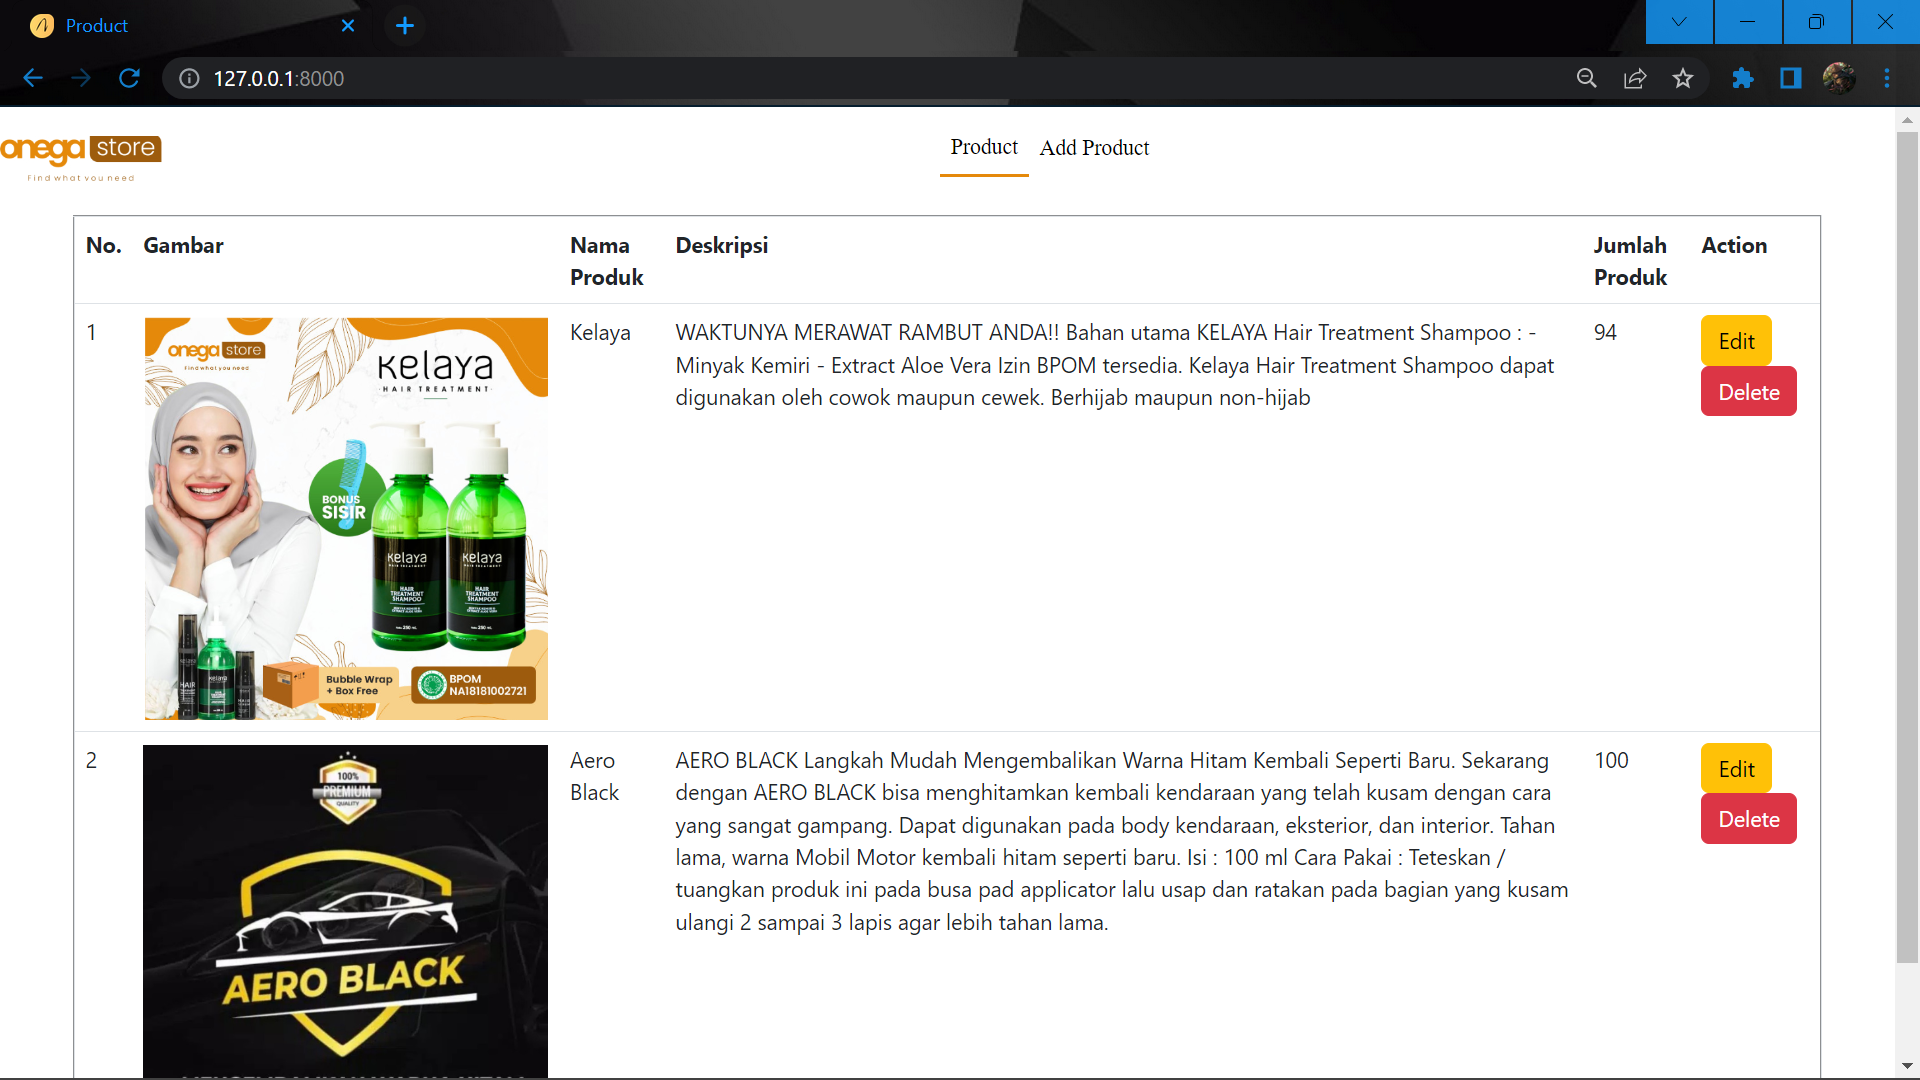 Product
127.0.0.1:8000
onega store
Find what you need
Product
Add Product
No.
Gambar
Nama
Produk
Deskripsi
Jumlah
Produk
Action
1
onega store
Find what you need
Kelaya
HAIR TREATMENT
BONUS
SISIR
Kelaya
HAIR
TREATMENT
SHAMPOO
Kelaya
HAIR
TREATMENT
SHAMPOO
Bubble Wrap
+ Box Free
BPOM
NA18181002721
Kelaya
WAKTUNYA MERAWAT RAMBUT ANDA!! Bahan utama KELAYA Hair Treatment Shampoo : -
Minyak Kemiri - Extract Aloe Vera Izin BPOM tersedia. Kelaya Hair Treatment Shampoo dapat
digunakan oleh cowok maupun cewek. Berhijab maupun non-hijab
94
Edit
Delete
2
100%
PREMIUM
QUALITY
AERO BLACK
Aero
Black
AERO BLACK Langkah Mudah Mengembalikan Warna Hitam Kembali Seperti Baru. Sekarang
dengan AERO BLACK bisa menghitamkan kembali kendaraan yang telah kusam dengan cara
yang sangat gampang. Dapat digunakan pada body kendaraan, eksterior, dan interior. Tahan
lama, warna Mobil Motor kembali hitam seperti baru. Isi : 100 ml Cara Pakai : Teteskan /
tuangkan produk ini pada busa pad applicator lalu usap dan ratakan pada bagian yang kusam
ulangi 2 sampai 3 lapis agar lebih tahan lama.
100
Edit
Delete